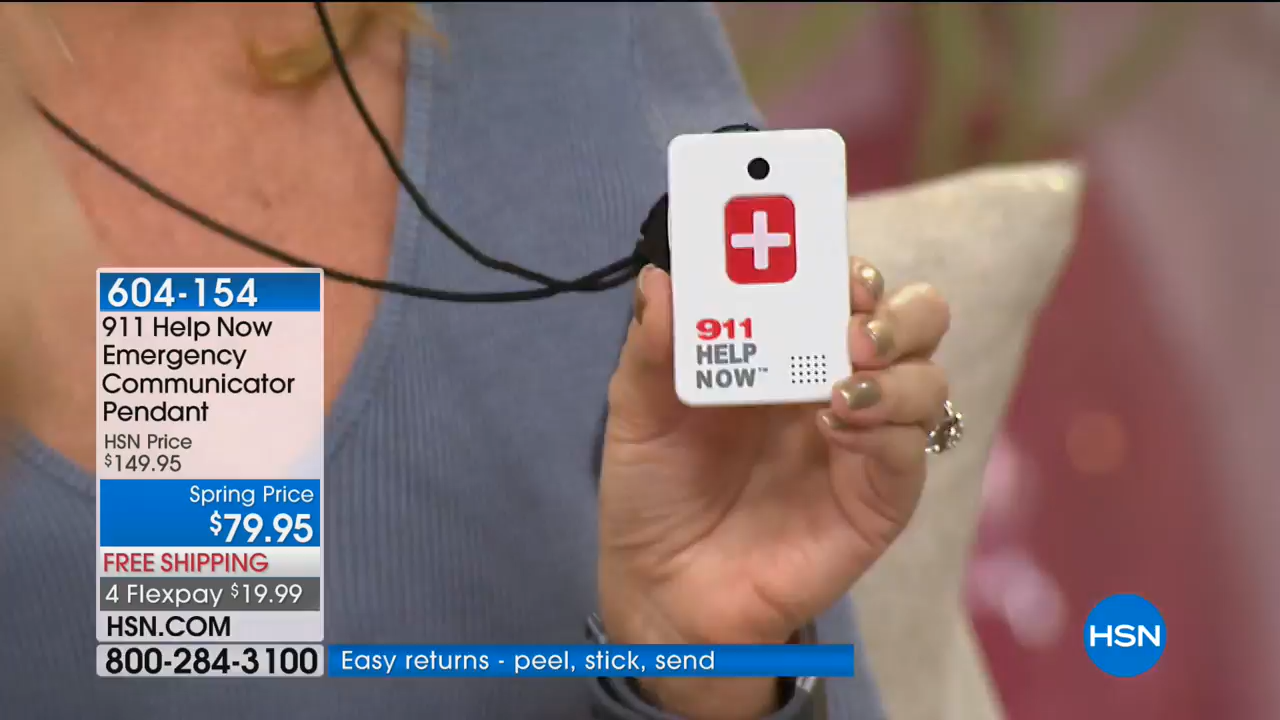 604-154
911 Help Now
Emergency
Communicator
Pendant
HSN Price
$149.95
Spring Price
$79.95
FREE SHIPPING
4 Flexpay $19.99
HSN.COM
800-284-3100
Easy returns - peel, stick, send
911
HELP
NOW™
HSN